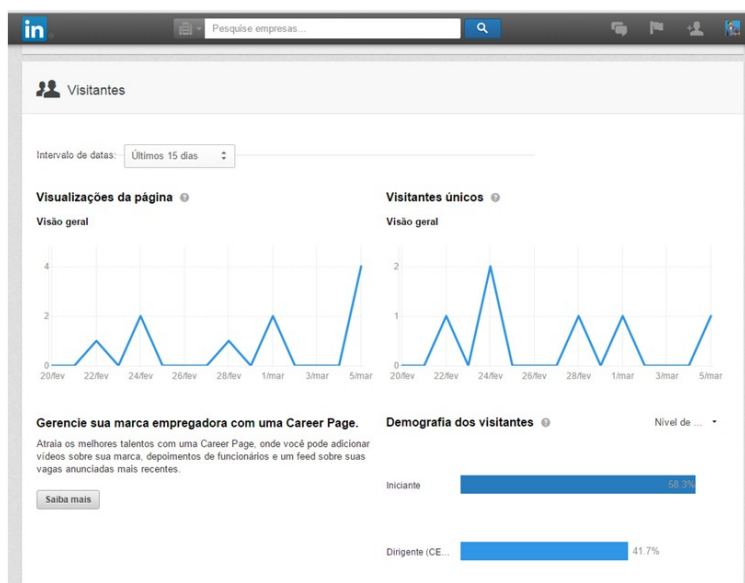 in
Pesquise empresas...
Visitantes
Intervalo de datas: Últimos 15 dias
Visualizações da página
Visão geral
4
2
0
20/fev 22/fev 24/fev 26/fev 28/fev 1/mar 3/mar 5/mar
Visitantes únicos
Visão geral
2
1
0
20/fev 22/fev 24/fev 26/fev 28/fev 1/mar 3/mar 5/mar
Gerencie sua marca empregadora com uma Career Page.
Atraia os melhores talentos com uma Career Page, onde você pode adicionar
vídeos sobre sua marca, depoimentos de funcionários e um feed sobre suas
vagas anunciadas mais recentes.
Saiba mais
Demografia dos visitantes Nível de ...
Iniciante 58.3%
Dirigente (CE... 41.7%